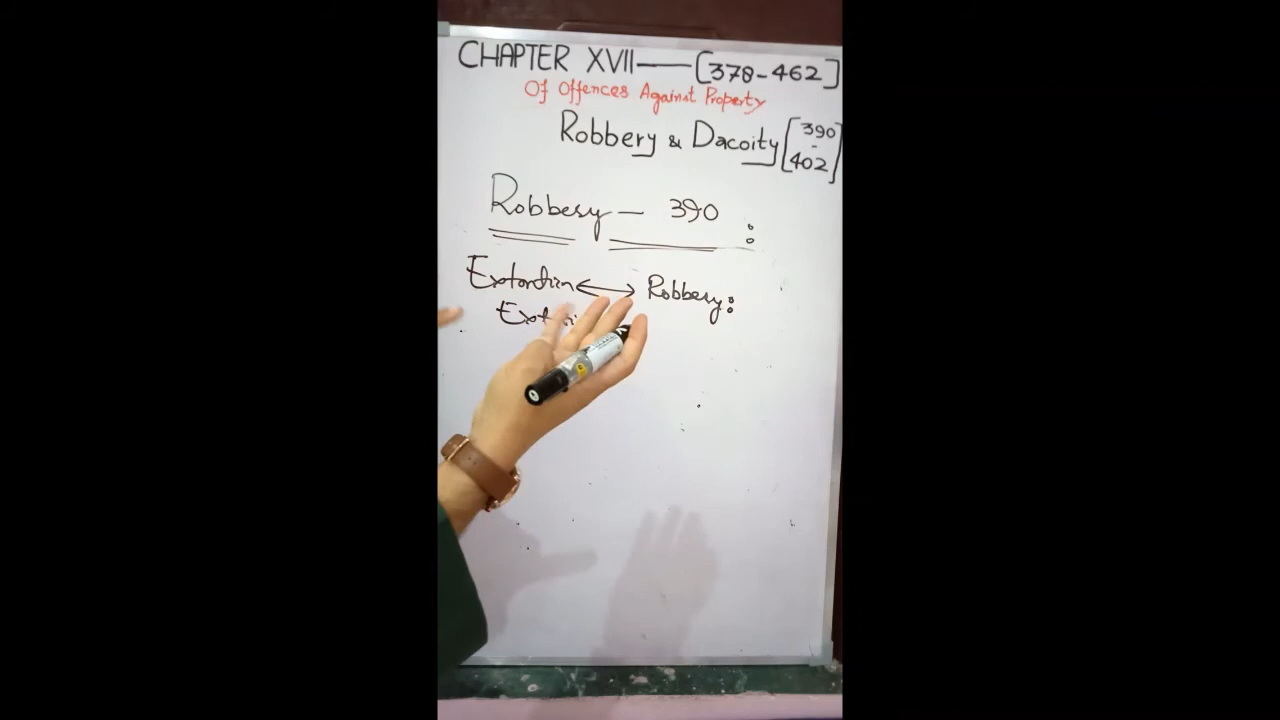 CHAPTER XVII — [378-462]
Of Offences Against Property
Robbery & Dacoity [390 - 402]
Robbery — 390 :
Extortion ↔ Robbery: